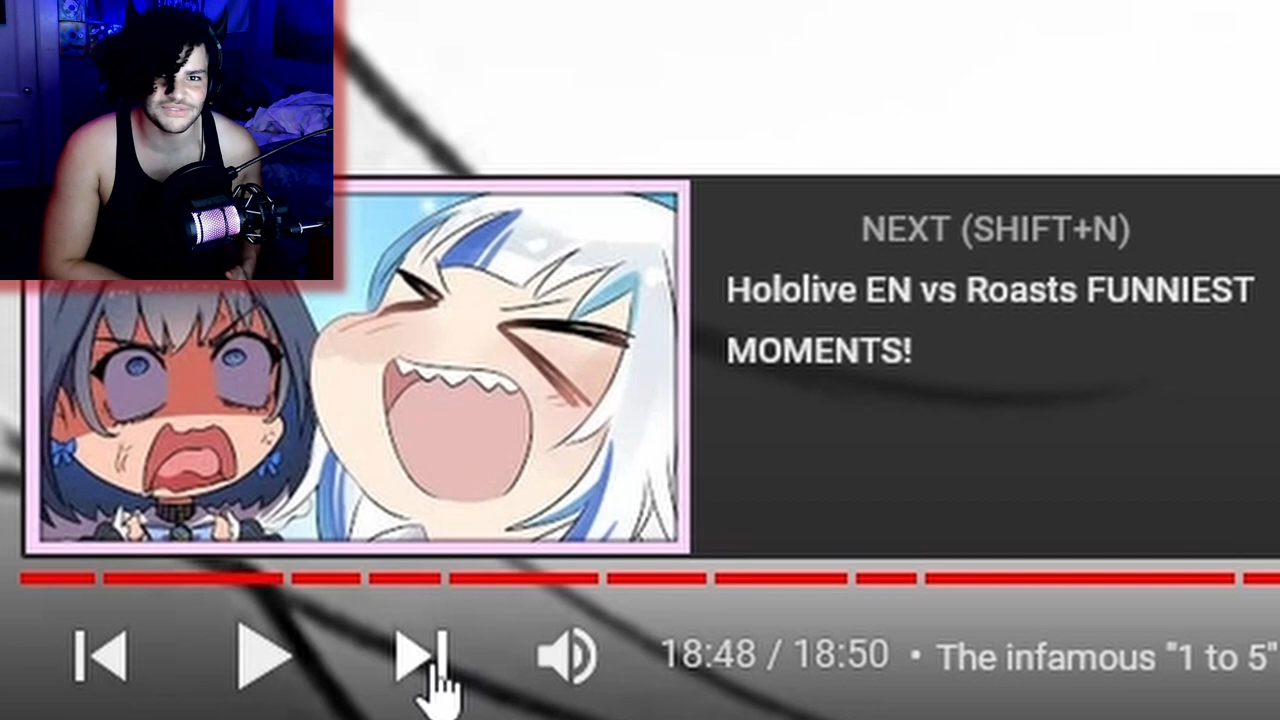 NEXT (SHIFT+N)
Hololive EN vs Roasts FUNNIEST
MOMENTS!
18:48 / 18:50 • The infamous "1 to 5"